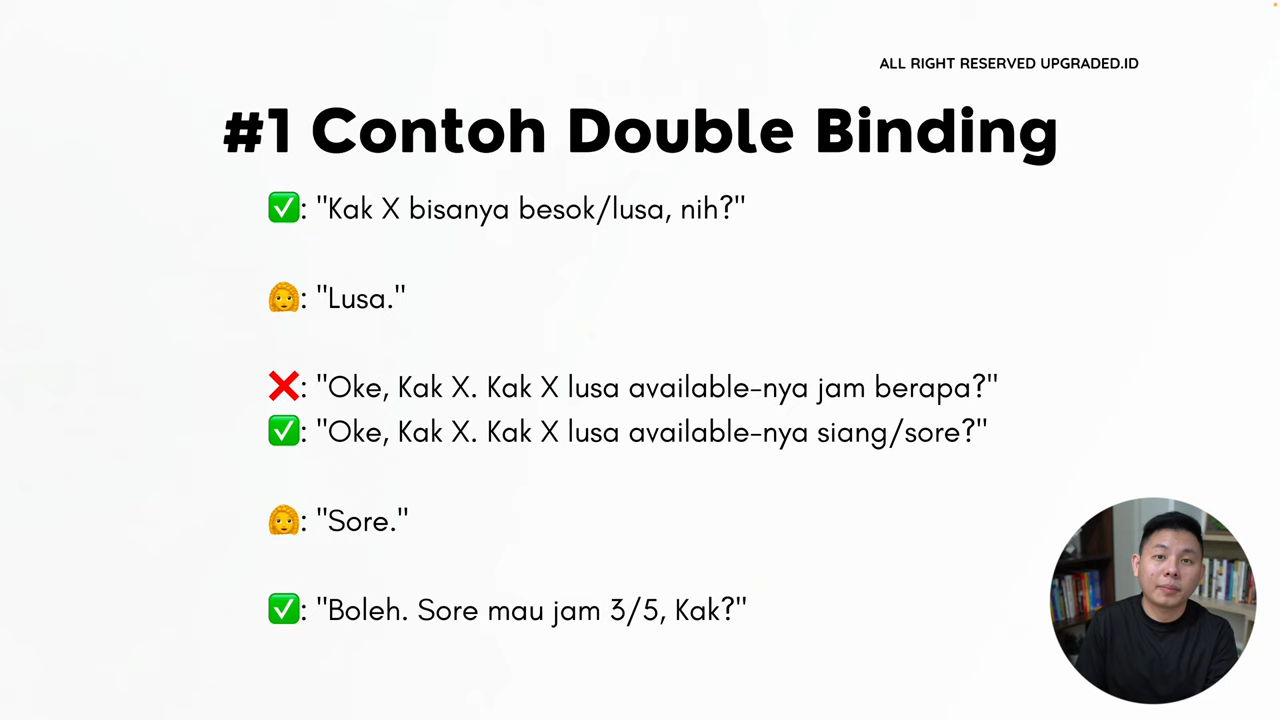 ALL RIGHT RESERVED UPGRADED.ID
#1 Contoh Double Binding
✅: "Kak X bisanya besok/lusa, nih?"
👩‍🦱: "Lusa."
❌: "Oke, Kak X. Kak X lusa available-nya jam berapa?"
✅: "Oke, Kak X. Kak X lusa available-nya siang/sore?"
👩‍🦱: "Sore."
✅: "Boleh. Sore mau jam 3/5, Kak?"